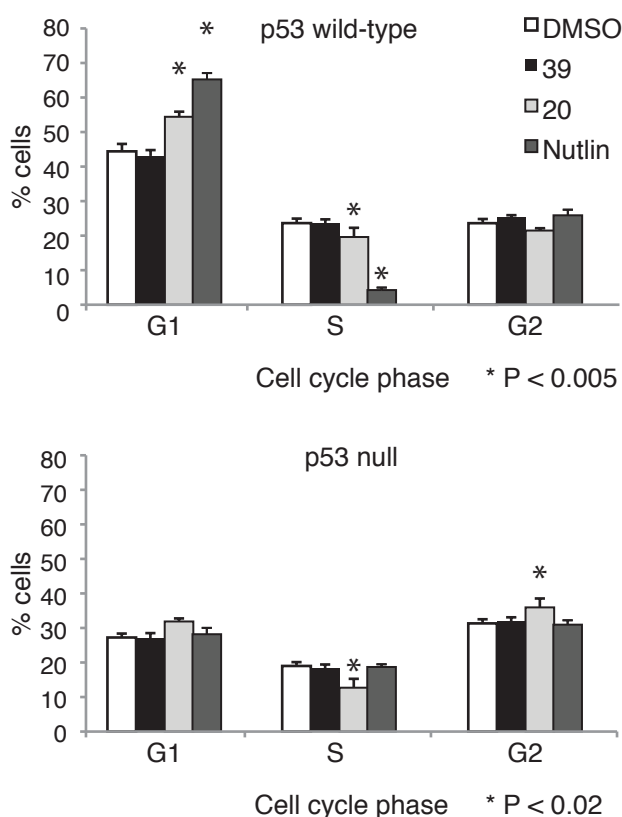 p53 wild-type
DMSO
39
20
Nutlin
% cells
80
70
60
50
40
30
20
10
0
*
*
*
*
G1
S
G2
Cell cycle phase
* P < 0.005
p53 null
% cells
80
70
60
50
40
30
20
10
0
*
*
G1
S
G2
Cell cycle phase
* P < 0.02